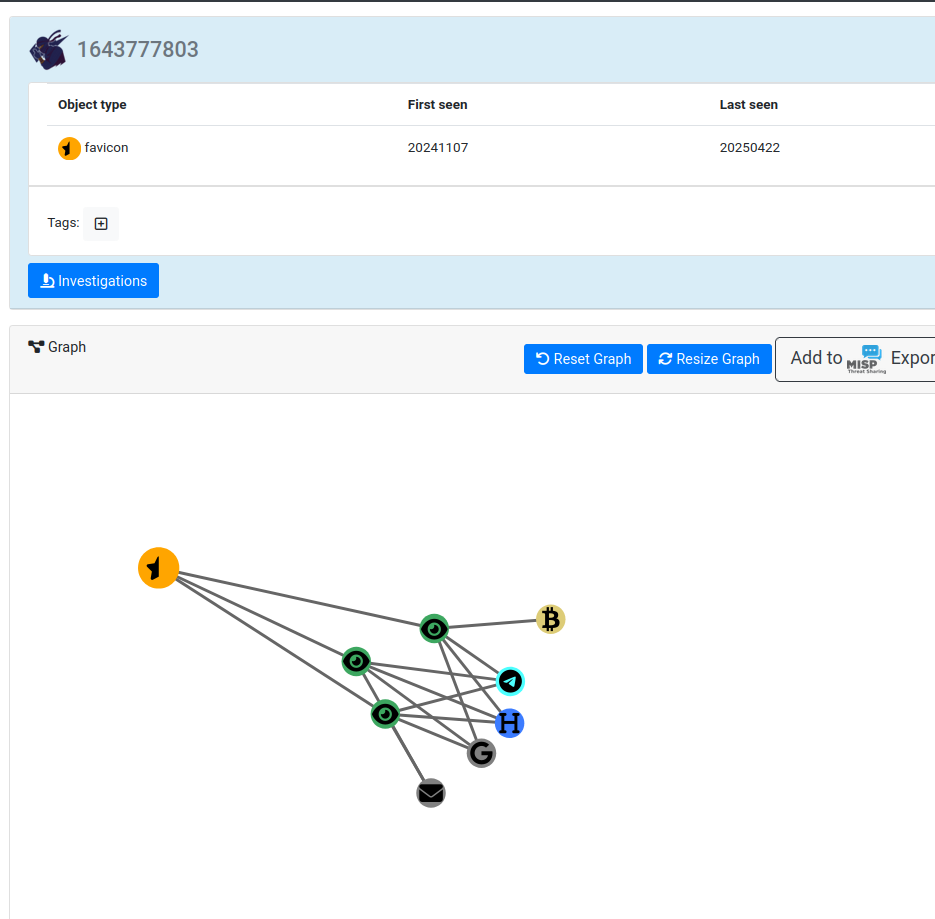 1643777803
Object type First seen Last seen
favicon 20241107 20250422
Tags:
Investigations
Graph
Reset Graph Resize Graph Add to MISP Threat Sharing Expor
B
H
G